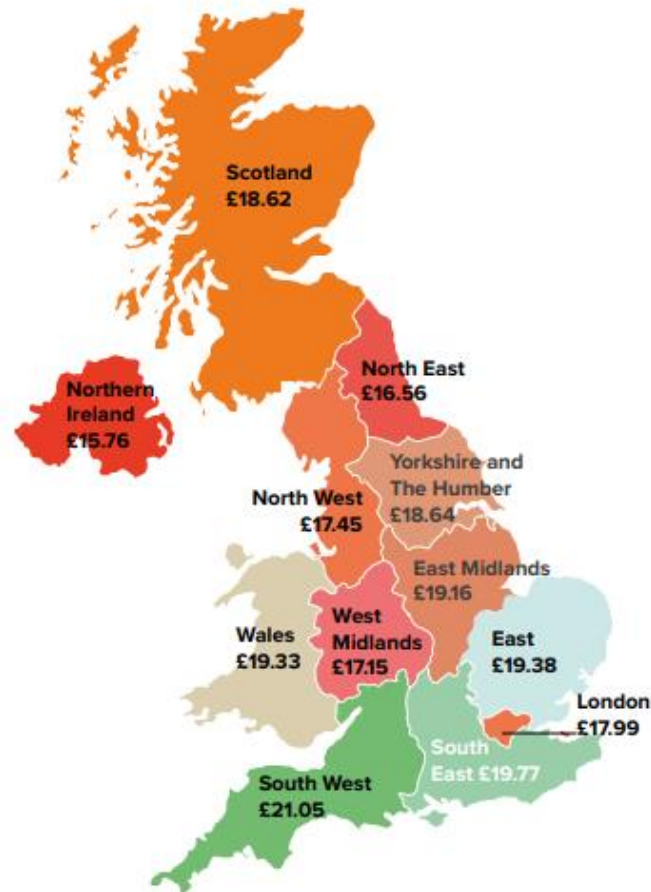 Scotland
£18.62
North East
£16.56
Northern
Ireland
£15.76
Yorkshire and
The Humber
£18.64
North West
£17.45
East Midlands
£19.16
West
Midlands
£17.15
Wales
£19.33
East
£19.38
London
£17.99
South
East £19.77
South West
£21.05